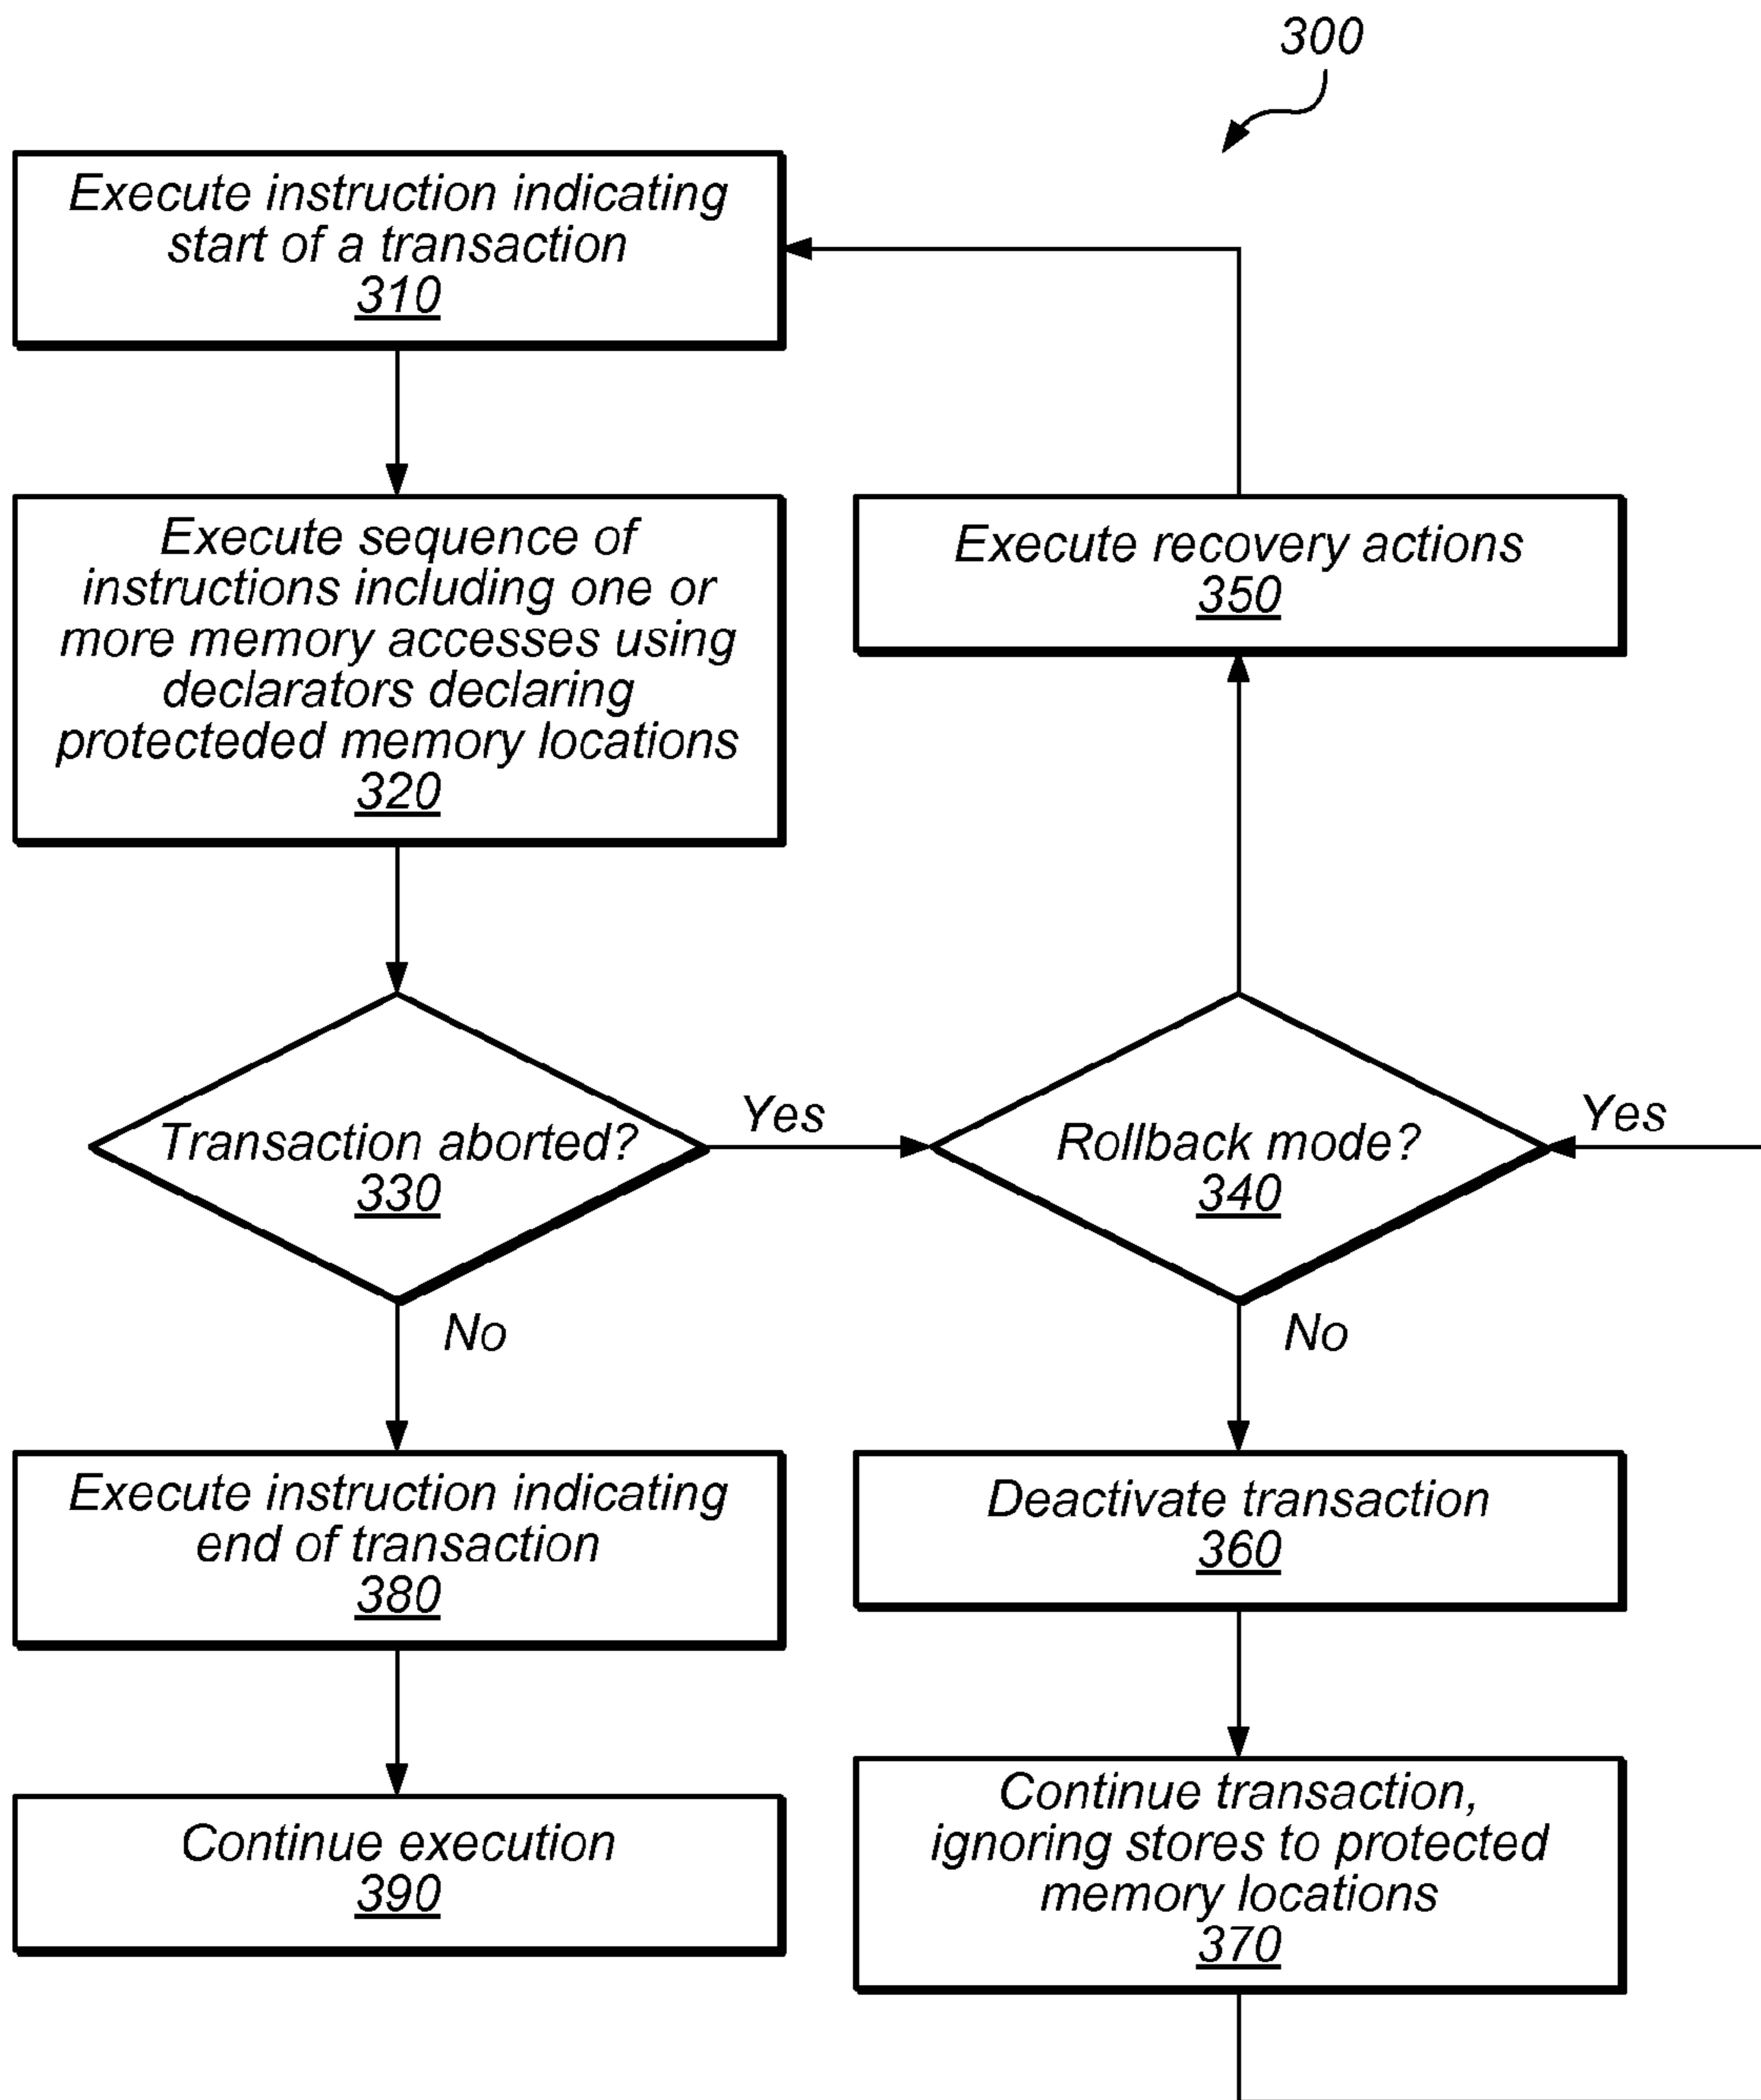 300
Execute instruction indicating
start of a transaction
310
Execute sequence of
instructions including one or
more memory accesses using
declarators declaring
protecteded memory locations
320
Execute recovery actions
350
Transaction aborted?
330
Yes
Rollback mode?
340
Yes
No
No
Execute instruction indicating
end of transaction
380
Deactivate transaction
360
Continue execution
390
Continue transaction,
ignoring stores to protected
memory locations
370